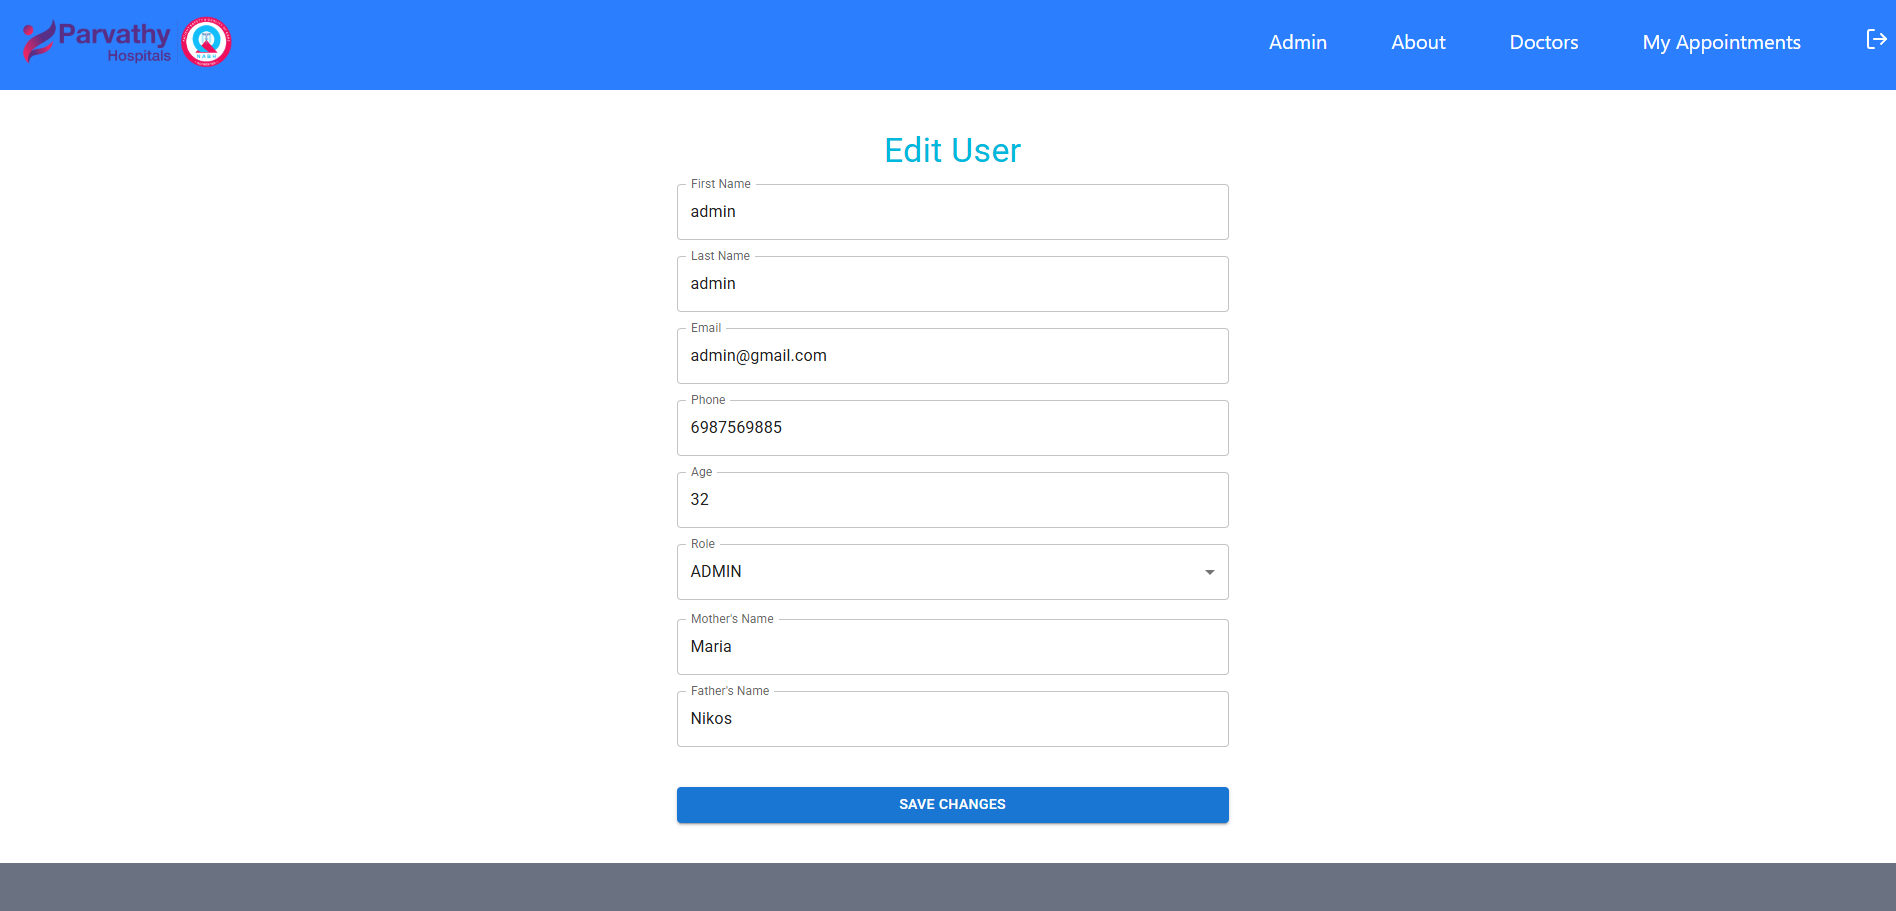 Parvathy
Hospitals
Admin About Doctors My Appointments
Edit User
First Name
admin
Last Name
admin
Email
admin@gmail.com
Phone
6987569885
Age
32
Role
ADMIN
Mother's Name
Maria
Father's Name
Nikos
SAVE CHANGES